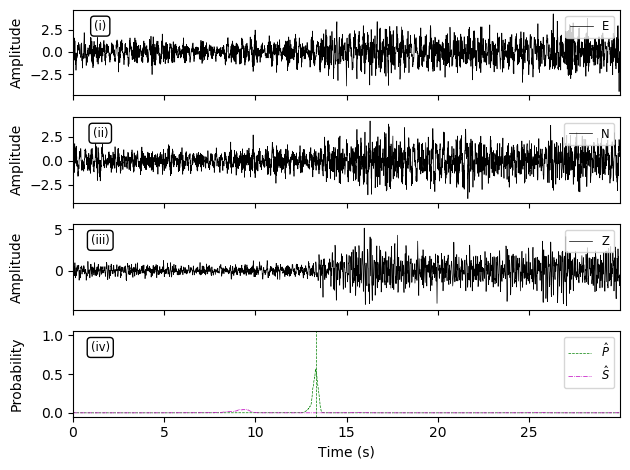 (i)
E
Amplitude
2.5
0.0
−2.5
(ii)
N
Amplitude
2.5
0.0
−2.5
(iii)
Z
Amplitude
5
0
(iv)
P̂
Ŝ
Probability
1.0
0.5
0.0
0 5 10 15 20 25
Time (s)